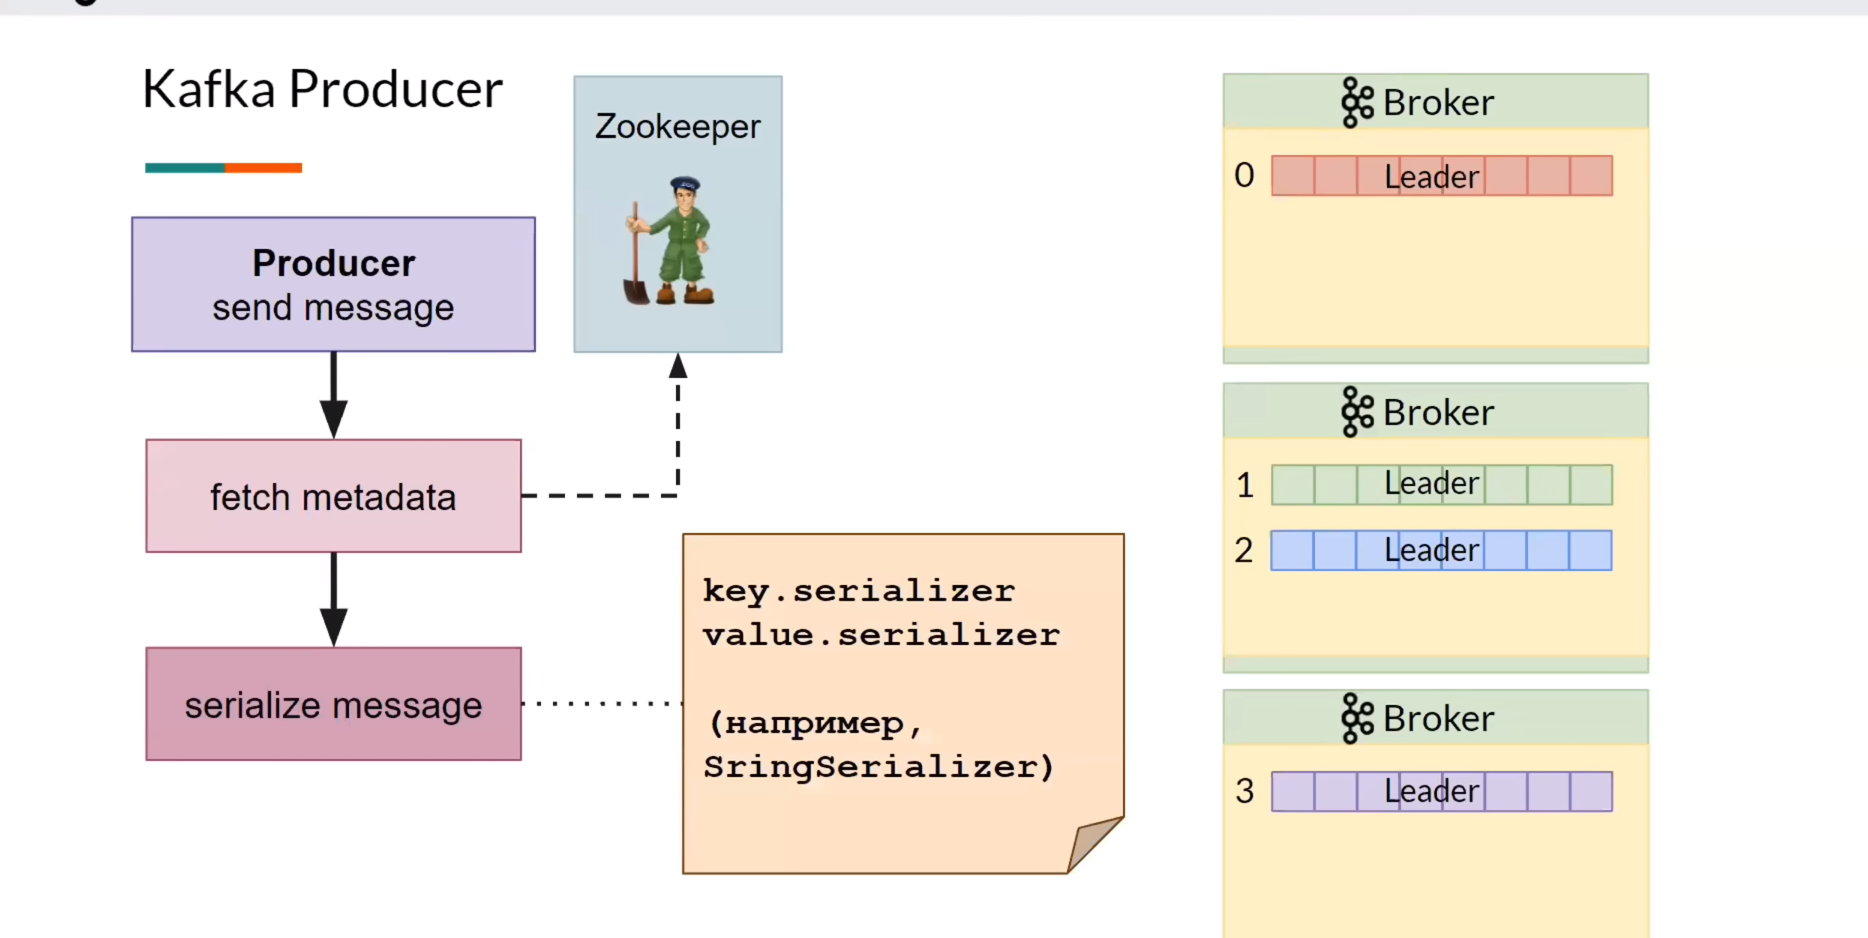 Kafka Producer
Zookeeper
Producer
send message
fetch metadata
serialize message
key.serializer
value.serializer
(например,
SringSerializer)
Broker
0
Leader
Broker
1
Leader
2
Leader
Broker
3
Leader